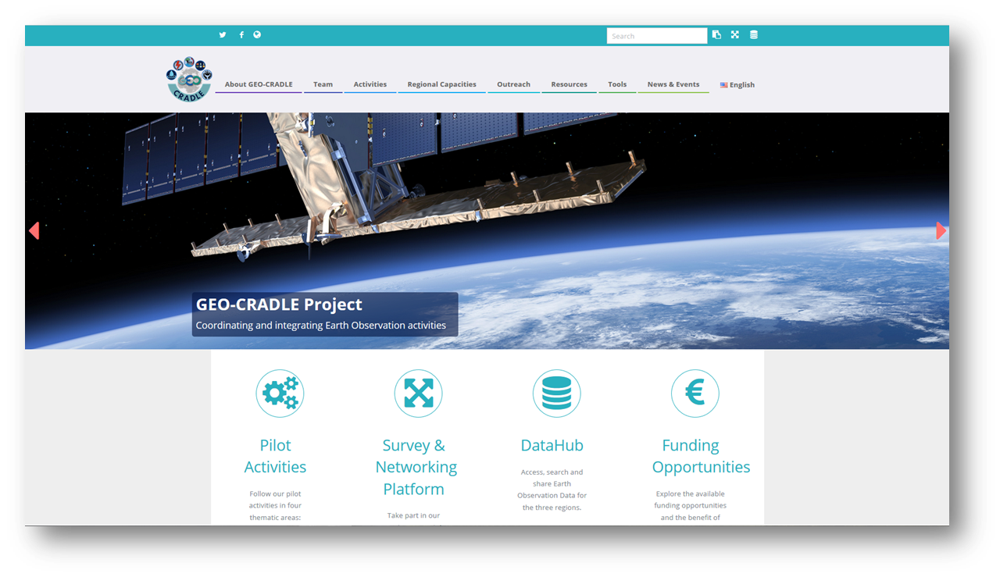 Search
GEO
CRADLE
About GEO-CRADLE Team Activities Regional Capacities Outreach Resources Tools News & Events English
GEO-CRADLE Project
Coordinating and integrating Earth Observation activities
Pilot
Activities
Follow our pilot
activities in four
thematic areas:
Survey &
Networking
Platform
Take part in our
DataHub
Access, search and
share Earth
Observation Data for
the three regions.
Funding
Opportunities
Explore the available
funding opportunities
and the benefit of